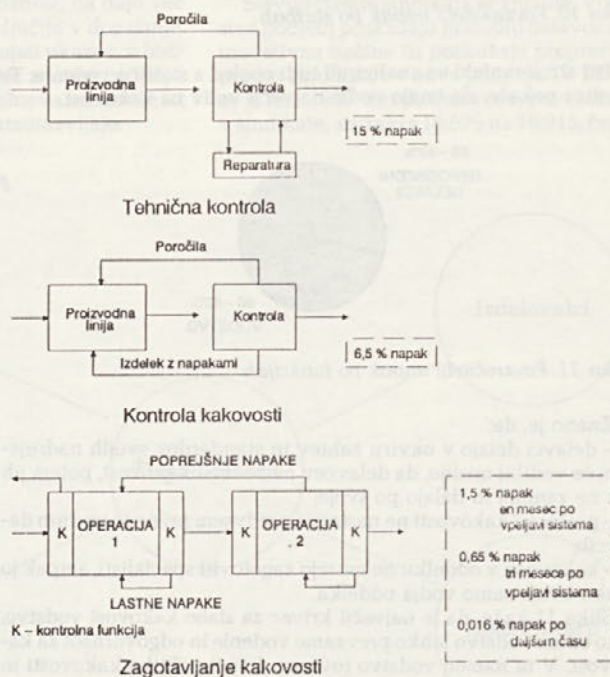 Poročila
Proizvodna
linija
Kontrola
15 % napak
Reparatura
Tehnična kontrola
Poročila
Proizvodna
linija
Kontrola
Izdelek z napakami
6,5 % napak
Kontrola kakovosti
POPREJŠNJE NAPAKE
K OPERACIJA 1 K K OPERACIJA 2 K
LASTNE NAPAKE
K – kontrolna funkcija
1,5 % napak
en mesec po
vpeljavi sistema
0,65 % napak
tri mesece po
vpeljavi sistema
0,016 % napak po
daljšem času
Zagotavljanje kakovosti